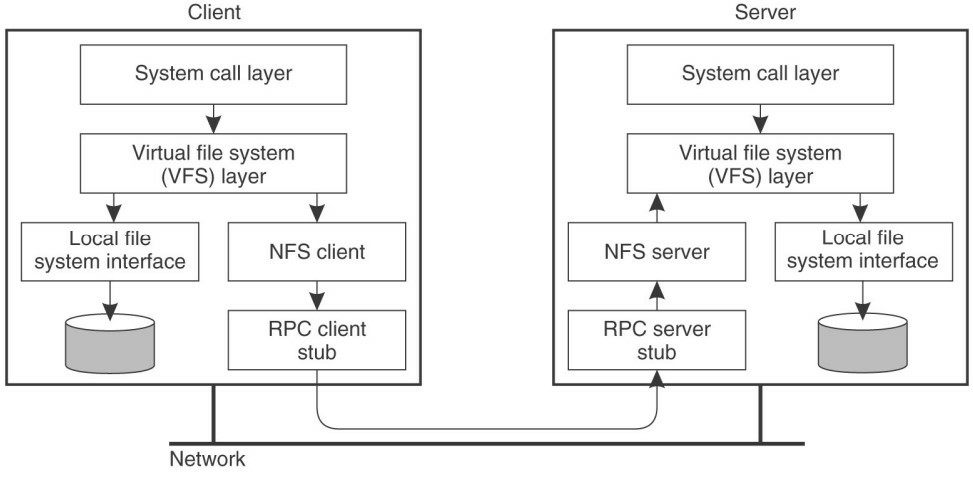 Client
Server
System call layer
System call layer
Virtual file system
(VFS) layer
Virtual file system
(VFS) layer
Local file
system interface
NFS client
NFS server
Local file
system interface
RPC client
stub
RPC server
stub
Network